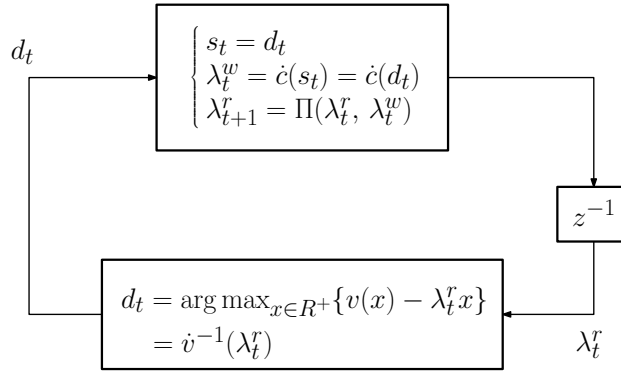 d_t
s_t = d_t
λ_t^w = ċ(s_t) = ċ(d_t)
λ_{t+1}^r = Π(λ_t^r, λ_t^w)
z^{-1}
d_t = arg max_{x∈R^+}{v(x) − λ_t^r x}
= v̇^{-1}(λ_t^r)
λ_t^r